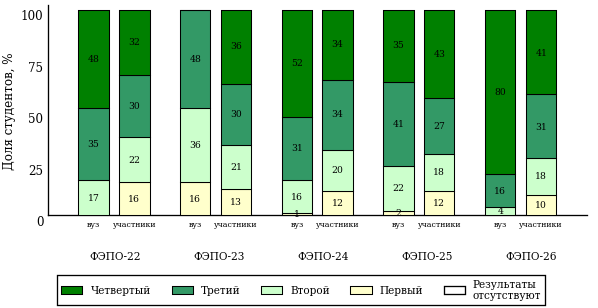 Доля студентов, %
100
75
50
25
0
48 32 48 36 52 34 35 43 80 41
35 30 36 30 31 34 41 27 16 31
17 22 16 21 16 20 22 18 4 18
16 13 1 12 2 12 10
вуз участники вуз участники вуз участники вуз участники вуз участники
ФЭПО-22 ФЭПО-23 ФЭПО-24 ФЭПО-25 ФЭПО-26
Четвертый Третий Второй Первый Результаты
отсутствуют